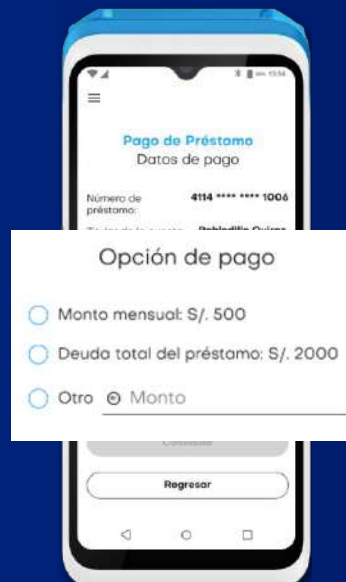 Pago de Préstamo
Datos de pago
Número de préstamo: 4114 **** **** 1006
Opción de pago
Monto mensual: S/. 500
Deuda total del préstamo: S/. 2000
Otro Monto
Regresar